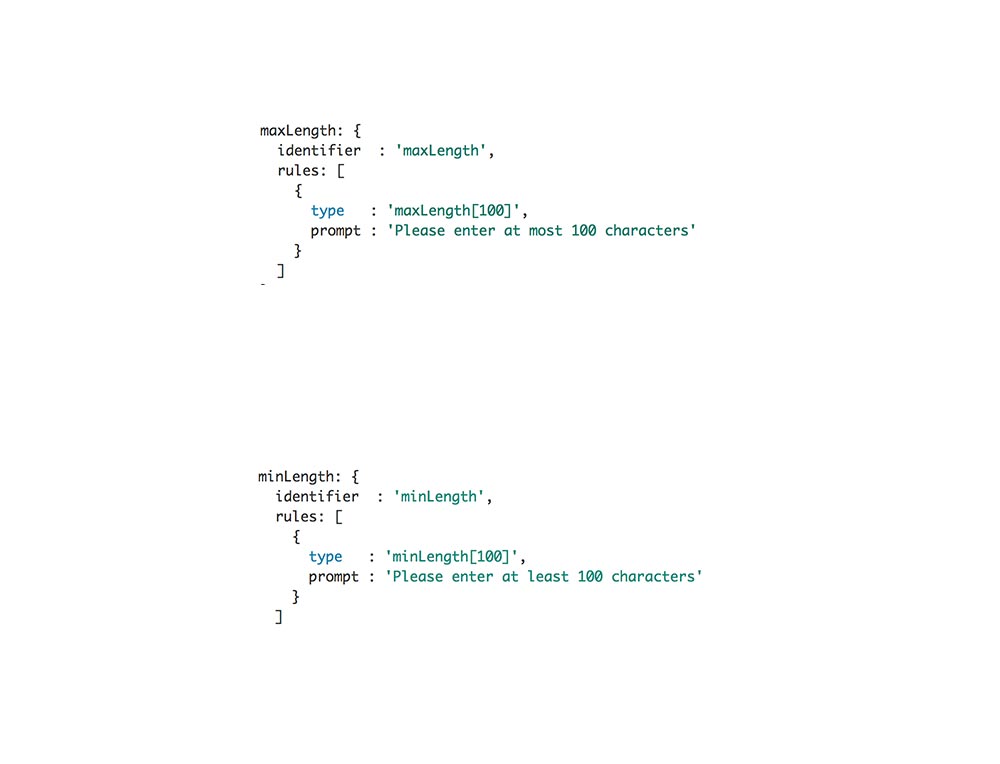 maxLength: {
  identifier  : 'maxLength',
  rules: [
    {
      type   : 'maxLength[100]',
      prompt : 'Please enter at most 100 characters'
    }
  ]
minLength: {
  identifier  : 'minLength',
  rules: [
    {
      type   : 'minLength[100]',
      prompt : 'Please enter at least 100 characters'
    }
  ]